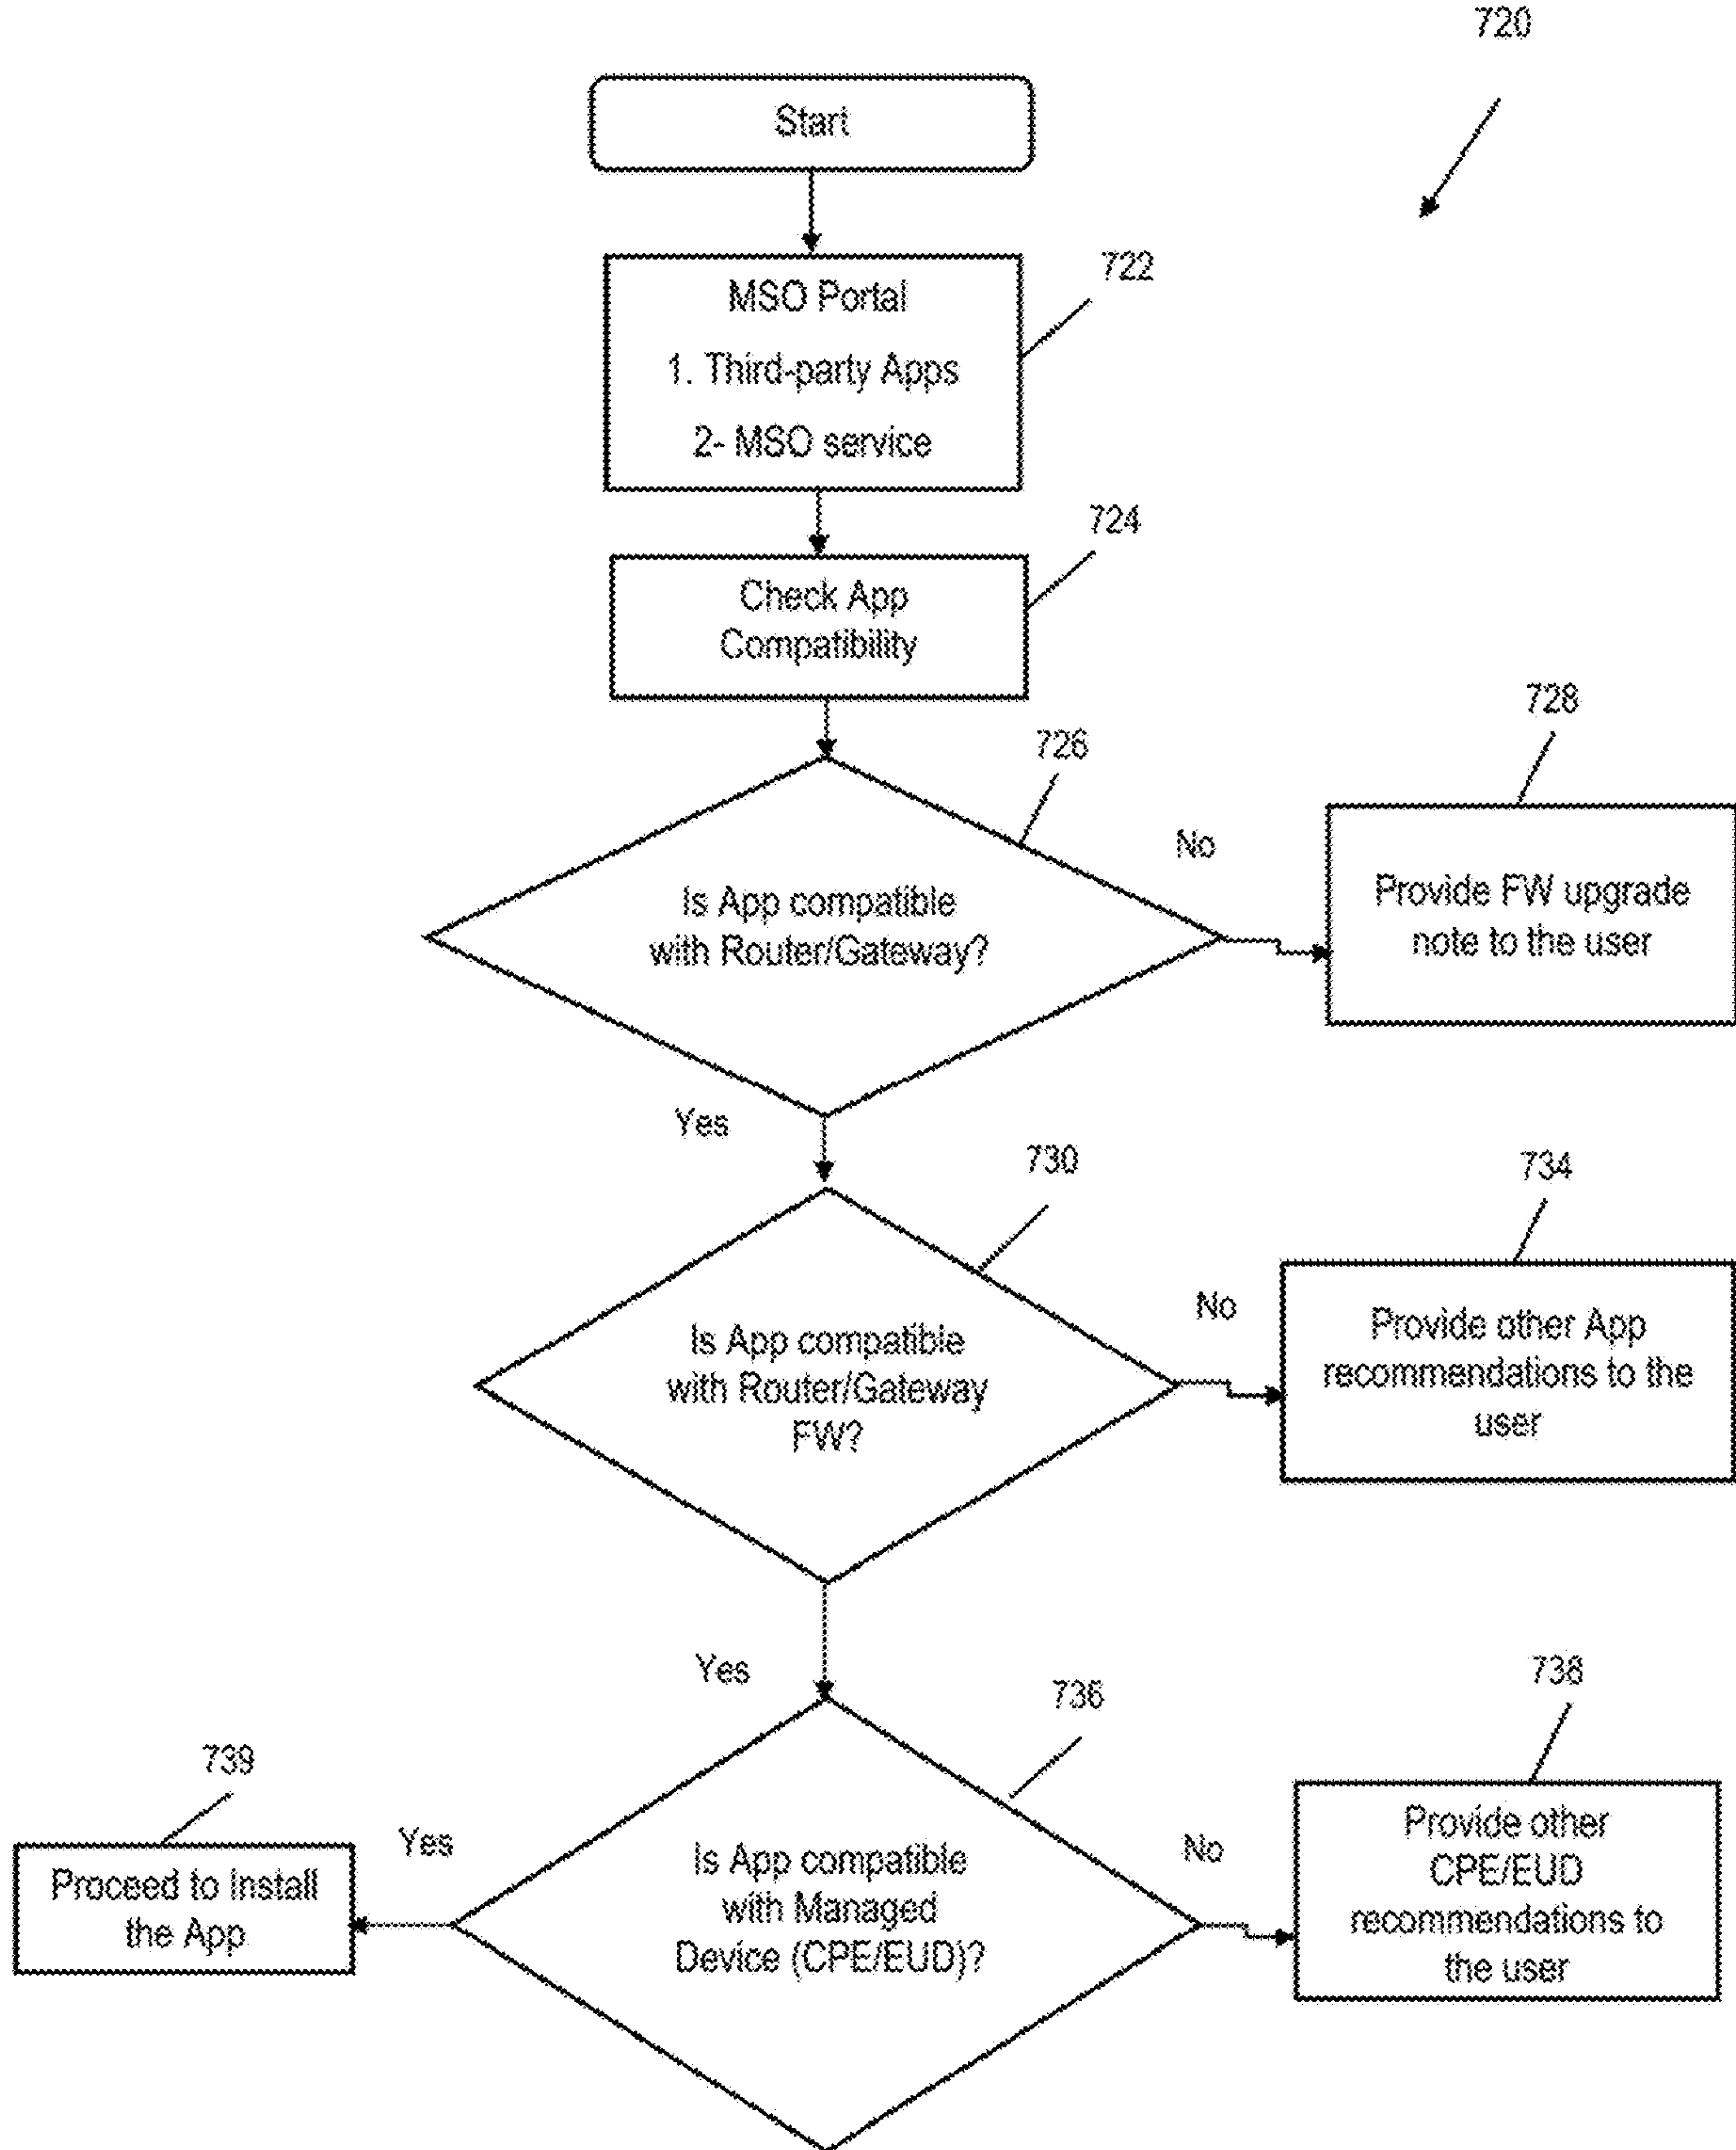 720
Start
722
MSO Portal
1. Third-party Apps
2- MSO service
724
Check App
Compatibility
726
728
No
Is App compatible
with Router/Gateway?
Provide FW upgrade
note to the user
Yes
730
734
No
Is App compatible
with Router/Gateway
FW?
Provide other App
recommendations to the
user
Yes
736
738
739
Yes
No
Proceed to Install
the App
Is App compatible
with Managed
Device (CPE/EUD)?
Provide other
CPE/EUD
recommendations to
the user